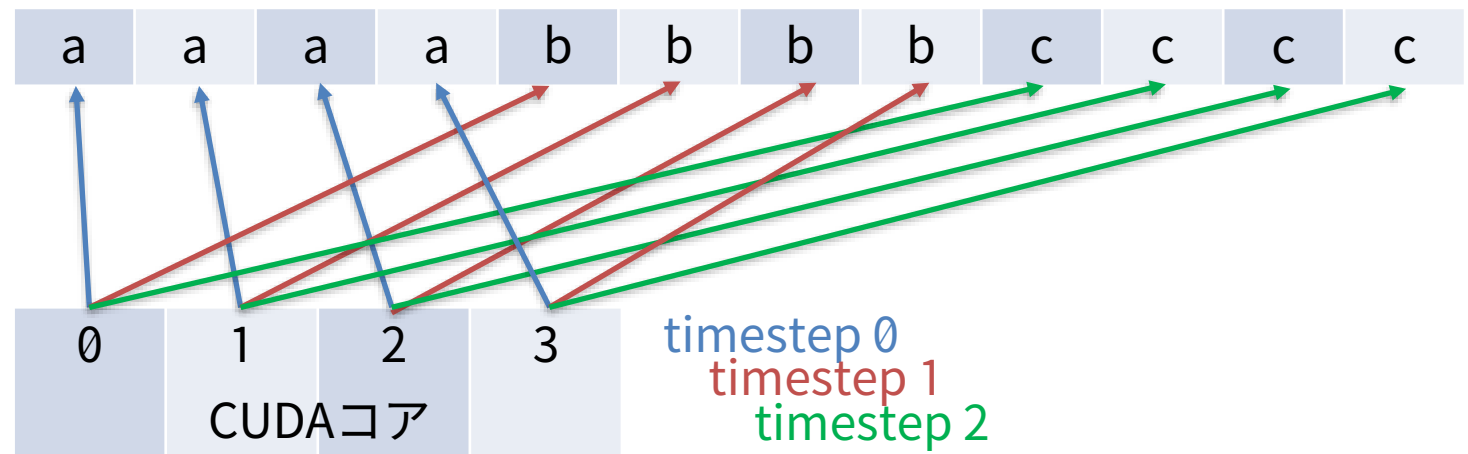 a a a a b b b b c c c c
0 1 2 3
timestep 0
timestep 1
CUDAコア
timestep 2